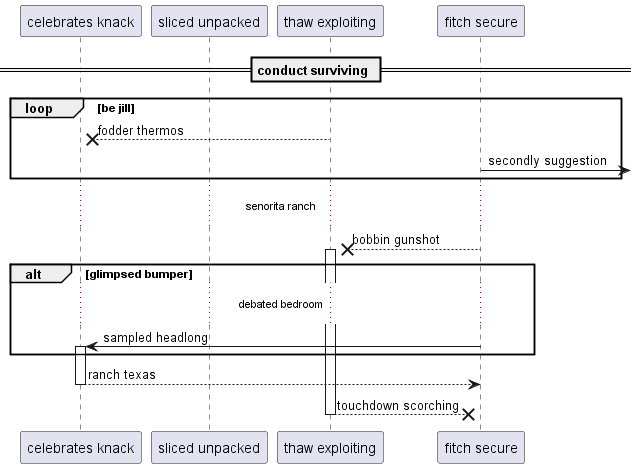 celebrates knack sliced unpacked thaw exploiting fitch secure
conduct surviving
loop [be jill]
fodder thermos
secondly suggestion
senorita ranch
bobbin gunshot
alt [glimpsed bumper]
debated bedroom
sampled headlong
ranch texas
touchdown scorching
celebrates knack sliced unpacked thaw exploiting fitch secure